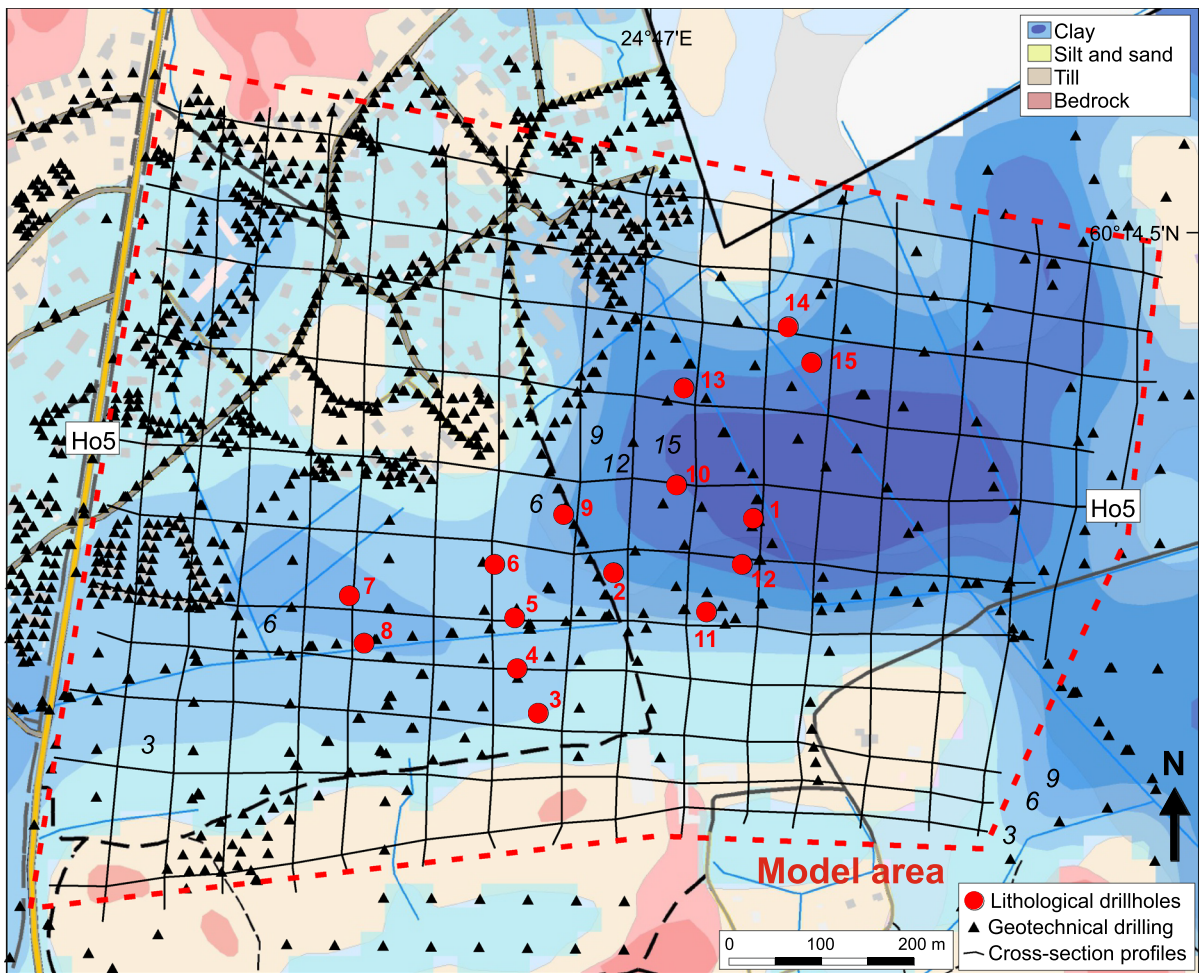 24°47'E
Clay
Silt and sand
Till
Bedrock
60°14.5'N
14
15
13
9
15
12
10
Ho5
6
9
1
Ho5
6
2
12
7
5
6
8
11
4
3
3
9
6
3
N
Model area
Lithological drillholes
Geotechnical drilling
Cross-section profiles
0 100 200 m